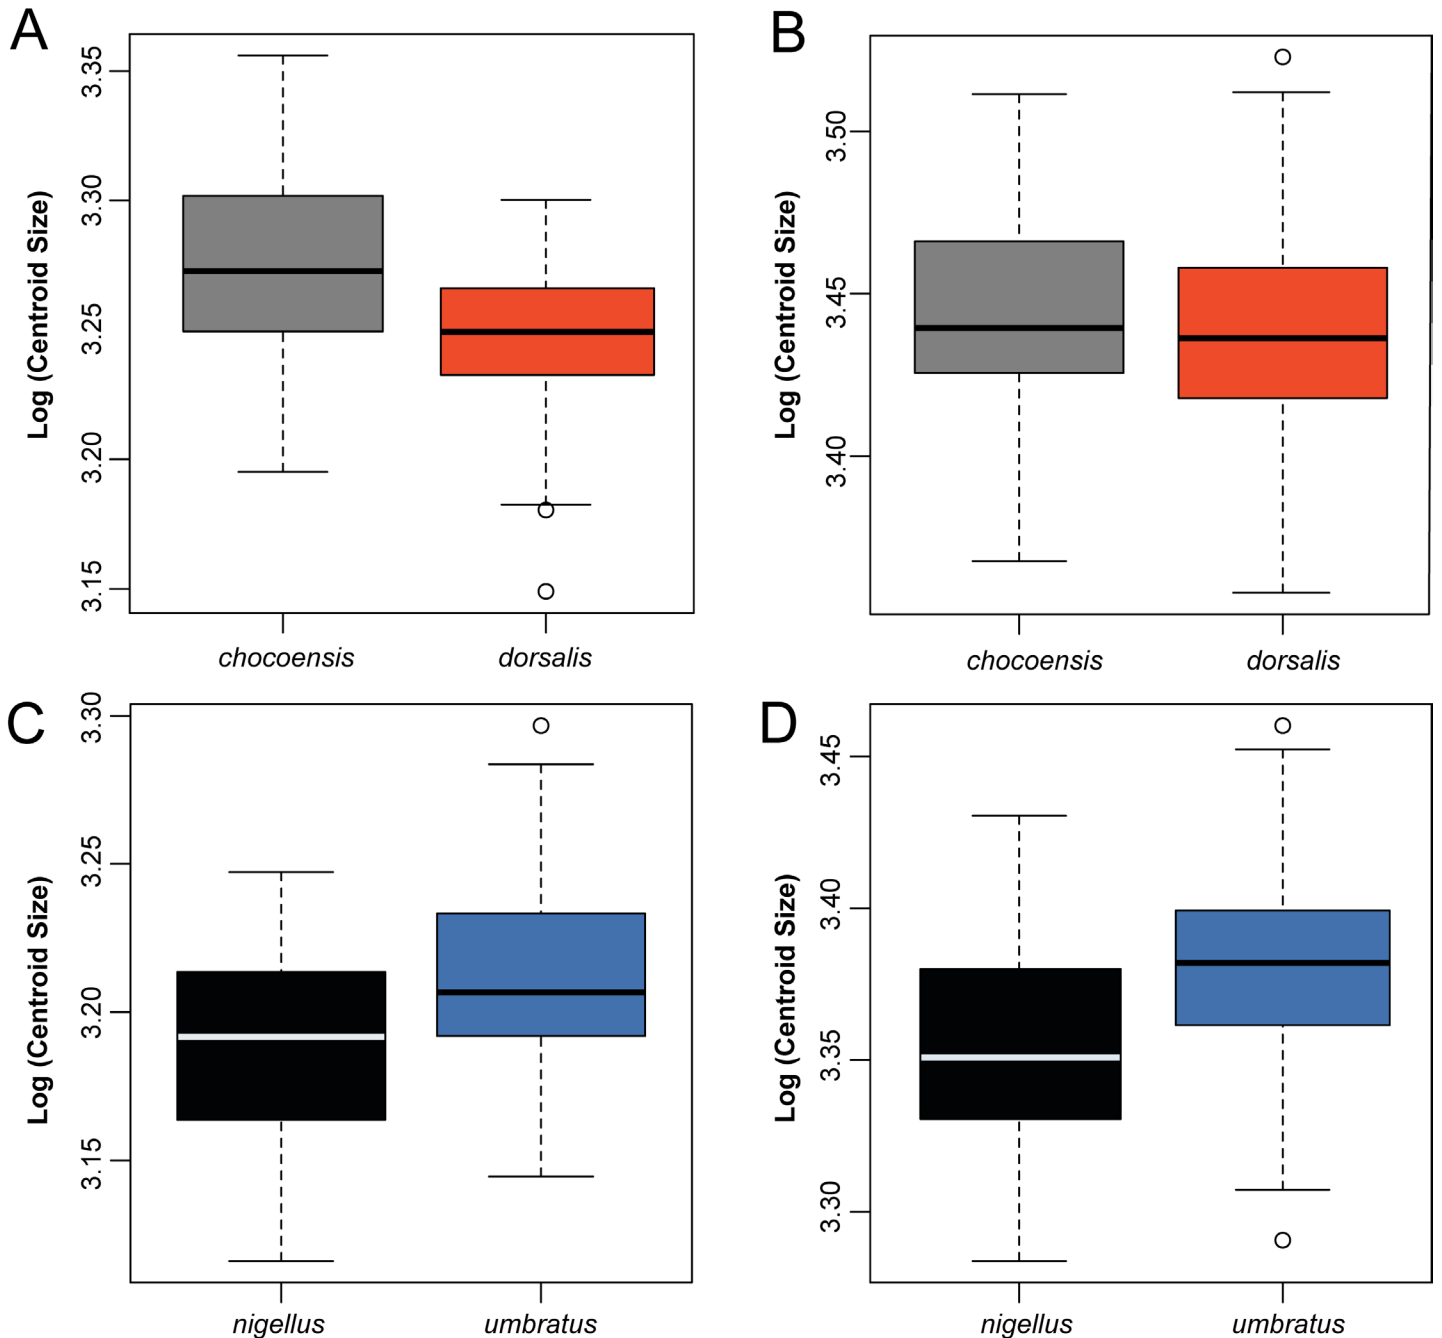 A
Log (Centroid Size)
3.35
3.30
3.25
3.20
3.15
chocoensis
dorsalis
B
Log (Centroid Size)
3.50
3.45
3.40
chocoensis
dorsalis
C
Log (Centroid Size)
3.30
3.25
3.20
3.15
nigellus
umbratus
D
Log (Centroid Size)
3.45
3.40
3.35
3.30
nigellus
umbratus